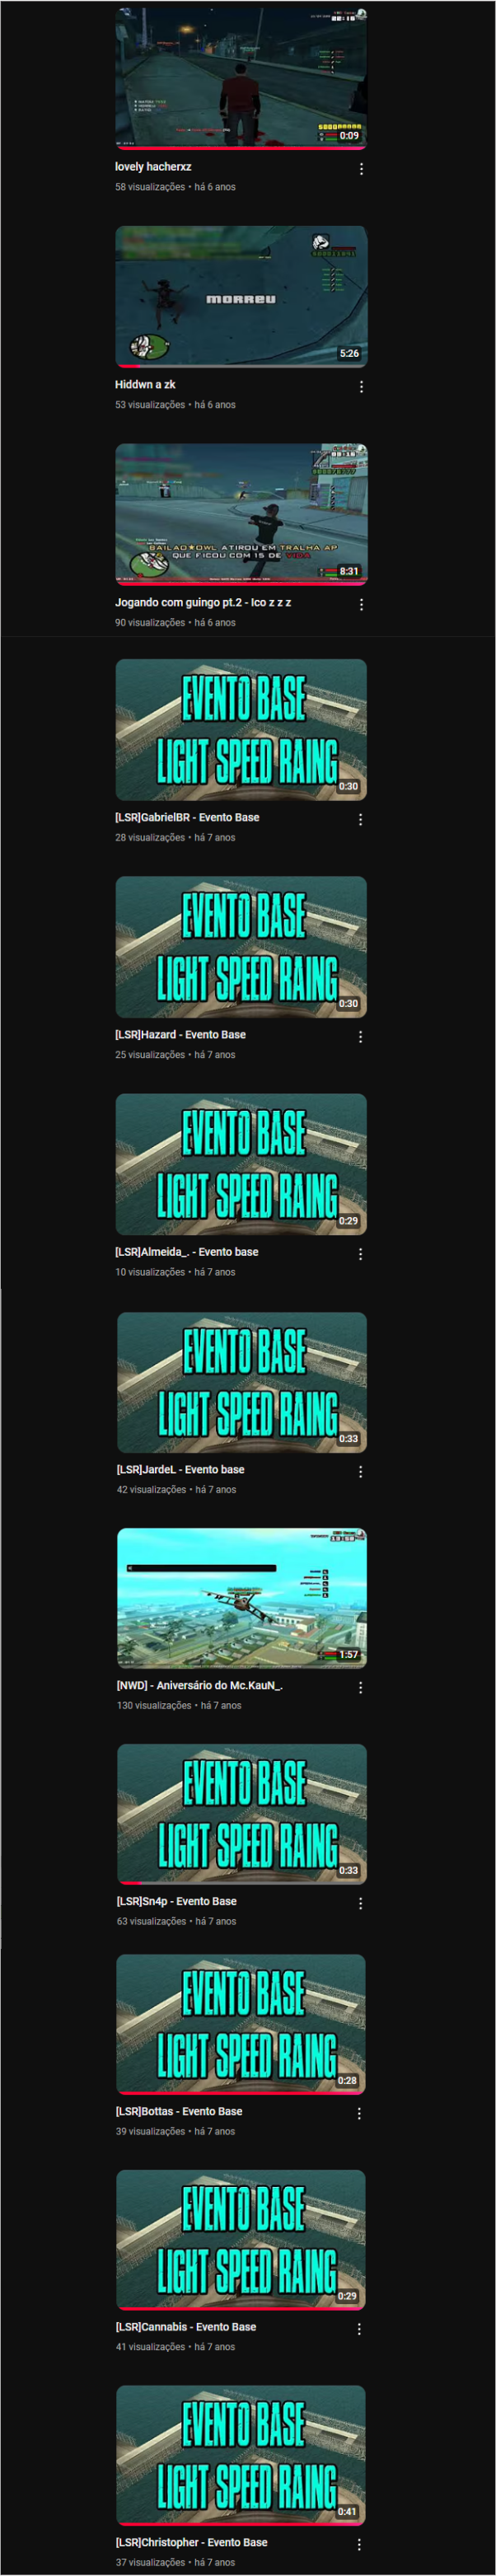 0:09
lovely hacherxz
58 visualizações • há 6 anos
MORREU
5:26
Hiddwn a zk
53 visualizações • há 6 anos
08:16
BAILAO★OWL ATIROU EM TRALHA AP
QUE FICOU COM 15 DE VIDA
8:31
Jogando com guingo pt.2 - Ico z z z
90 visualizações • há 6 anos
EVENTO BASE
LIGHT SPEED RAING
0:30
[LSR]GabrielBR - Evento Base
28 visualizações • há 7 anos
EVENTO BASE
LIGHT SPEED RAING
0:30
[LSR]Hazard - Evento Base
25 visualizações • há 7 anos
EVENTO BASE
LIGHT SPEED RAING
0:29
[LSR]Almeida_. - Evento base
10 visualizações • há 7 anos
EVENTO BASE
LIGHT SPEED RAING
0:33
[LSR]JardeL - Evento base
42 visualizações • há 7 anos
1:57
[NWD] - Aniversário do Mc.KauN_.
130 visualizações • há 7 anos
EVENTO BASE
LIGHT SPEED RAING
0:33
[LSR]Sn4p - Evento Base
63 visualizações • há 7 anos
EVENTO BASE
LIGHT SPEED RAING
0:28
[LSR]Bottas - Evento Base
39 visualizações • há 7 anos
EVENTO BASE
LIGHT SPEED RAING
0:29
[LSR]Cannabis - Evento Base
41 visualizações • há 7 anos
EVENTO BASE
LIGHT SPEED RAING
0:41
[LSR]Christopher - Evento Base
37 visualizações • há 7 anos